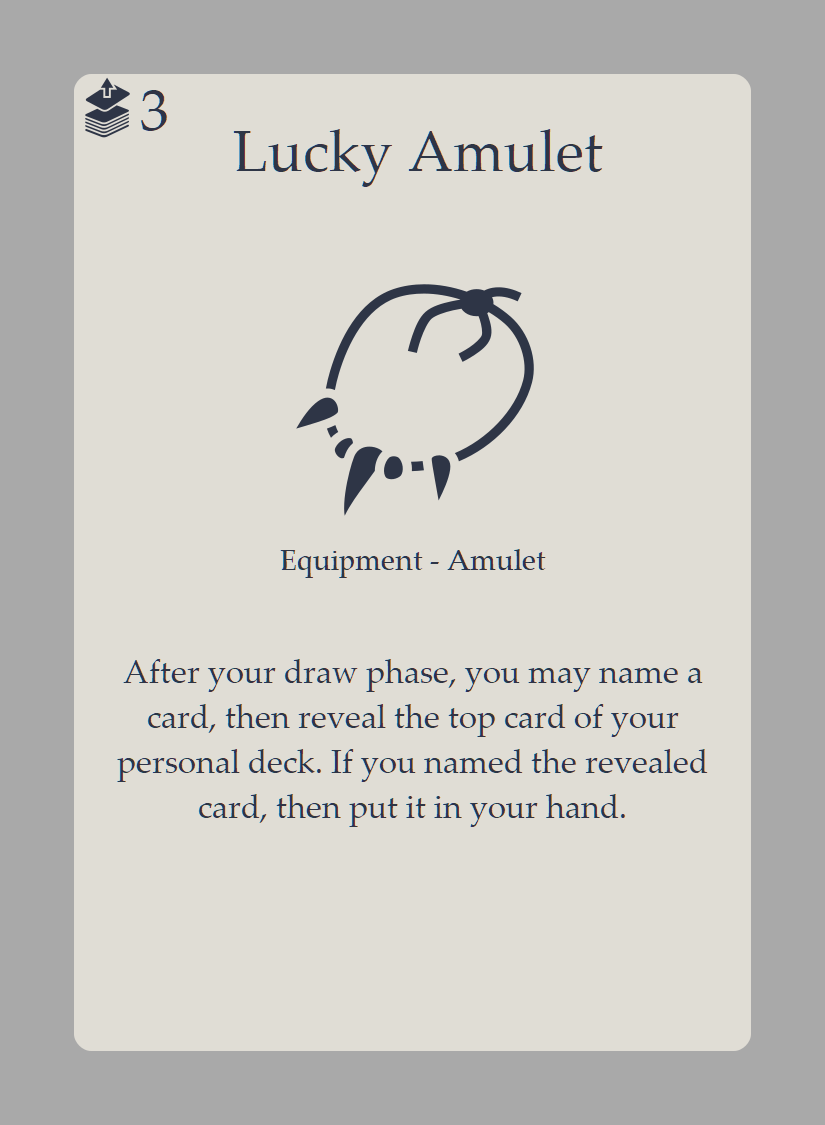 3
Lucky Amulet
Equipment - Amulet
After your draw phase, you may name a
card, then reveal the top card of your
personal deck. If you named the revealed
card, then put it in your hand.